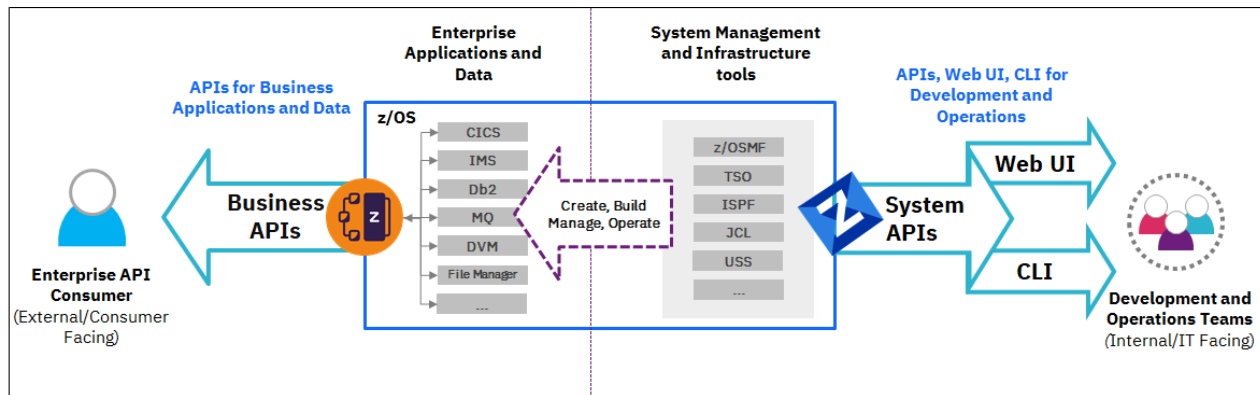 Enterprise
Applications and
Data
System Management
and Infrastructure
tools
APIs for Business
Applications and Data
APIs, Web UI, CLI for
Development and
Operations
z/OS
CICS
IMS
Db2
MQ
DVM
File Manager
...
z/OSMF
TSO
ISPF
JCL
USS
...
Create, Build
Manage, Operate
Business
APIs
Z
System
APIs
Web UI
CLI
Enterprise API
Consumer
(External/Consumer
Facing)
Development and
Operations Teams
(Internal/IT Facing)